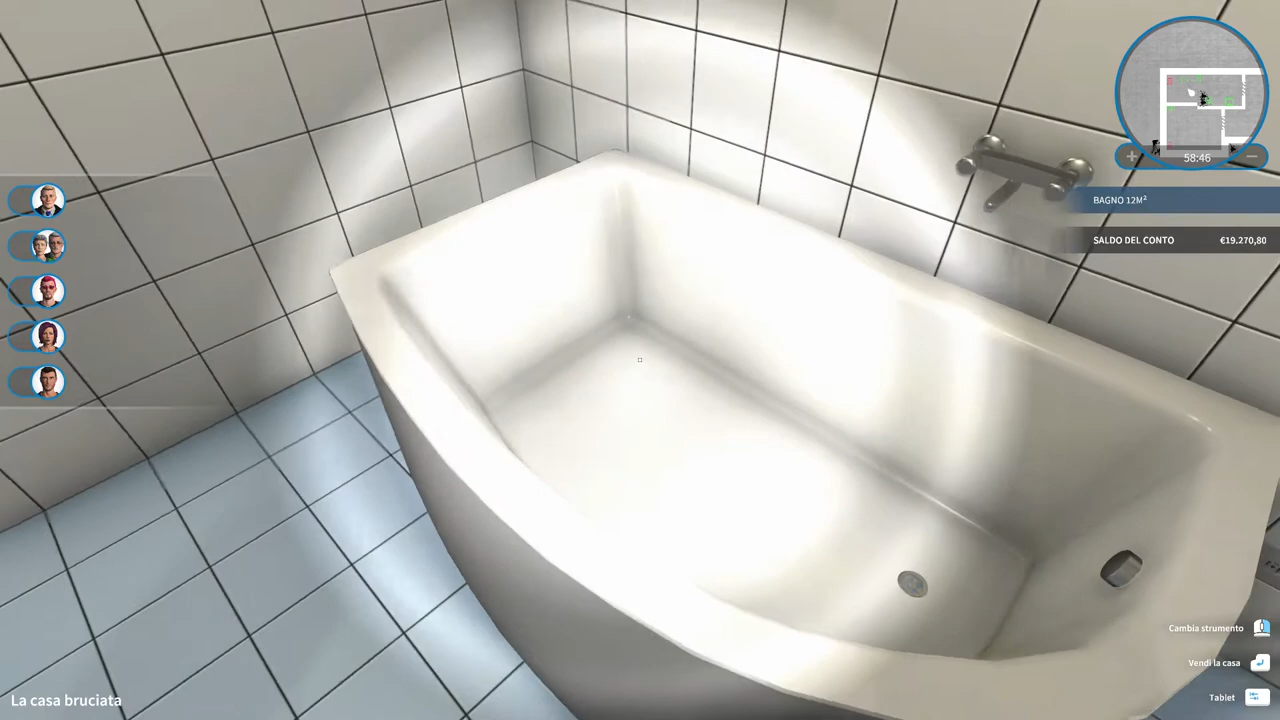 58:46
BAGNO 12M²
SALDO DEL CONTO €19.270,80
Cambia strumento
Vendi la casa
Tablet
La casa bruciata